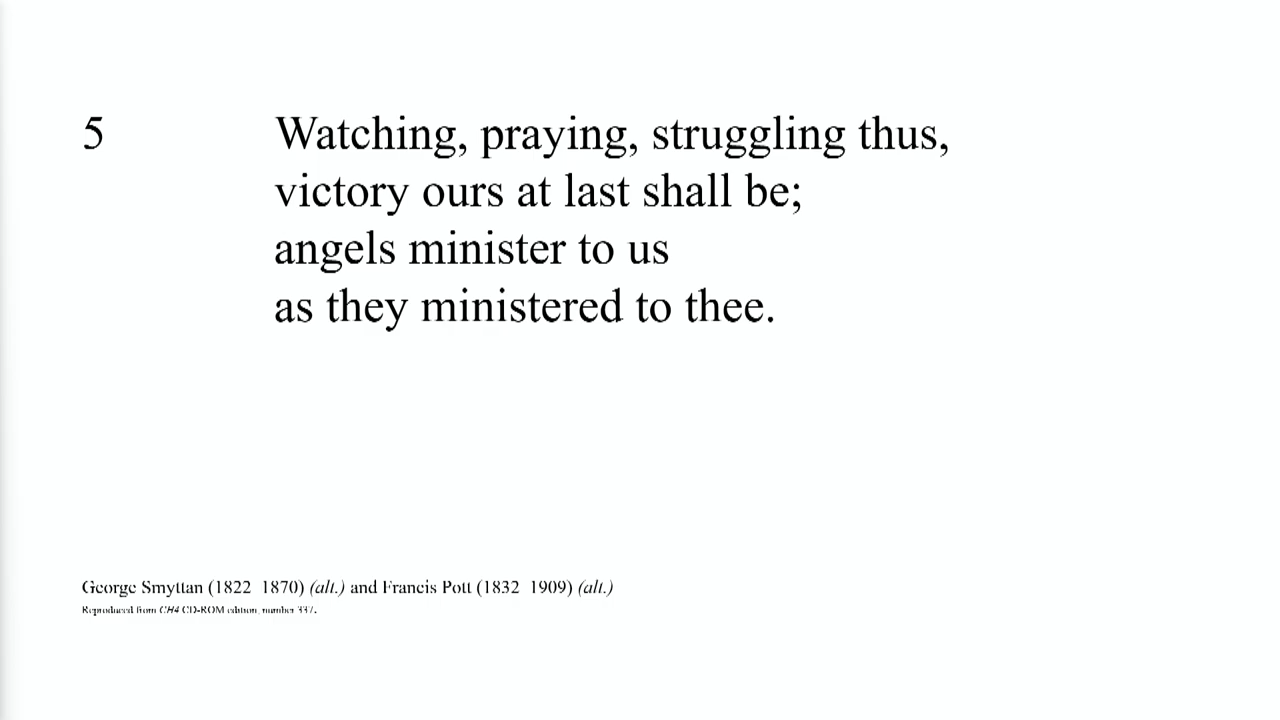 5 Watching, praying, struggling thus,
victory ours at last shall be;
angels minister to us
as they ministered to thee.
George Smyttan (1822 1870) (alt.) and Francis Pott (1832 1909) (alt.)
Reproduced from CH4 CD-ROM edition, number 337.